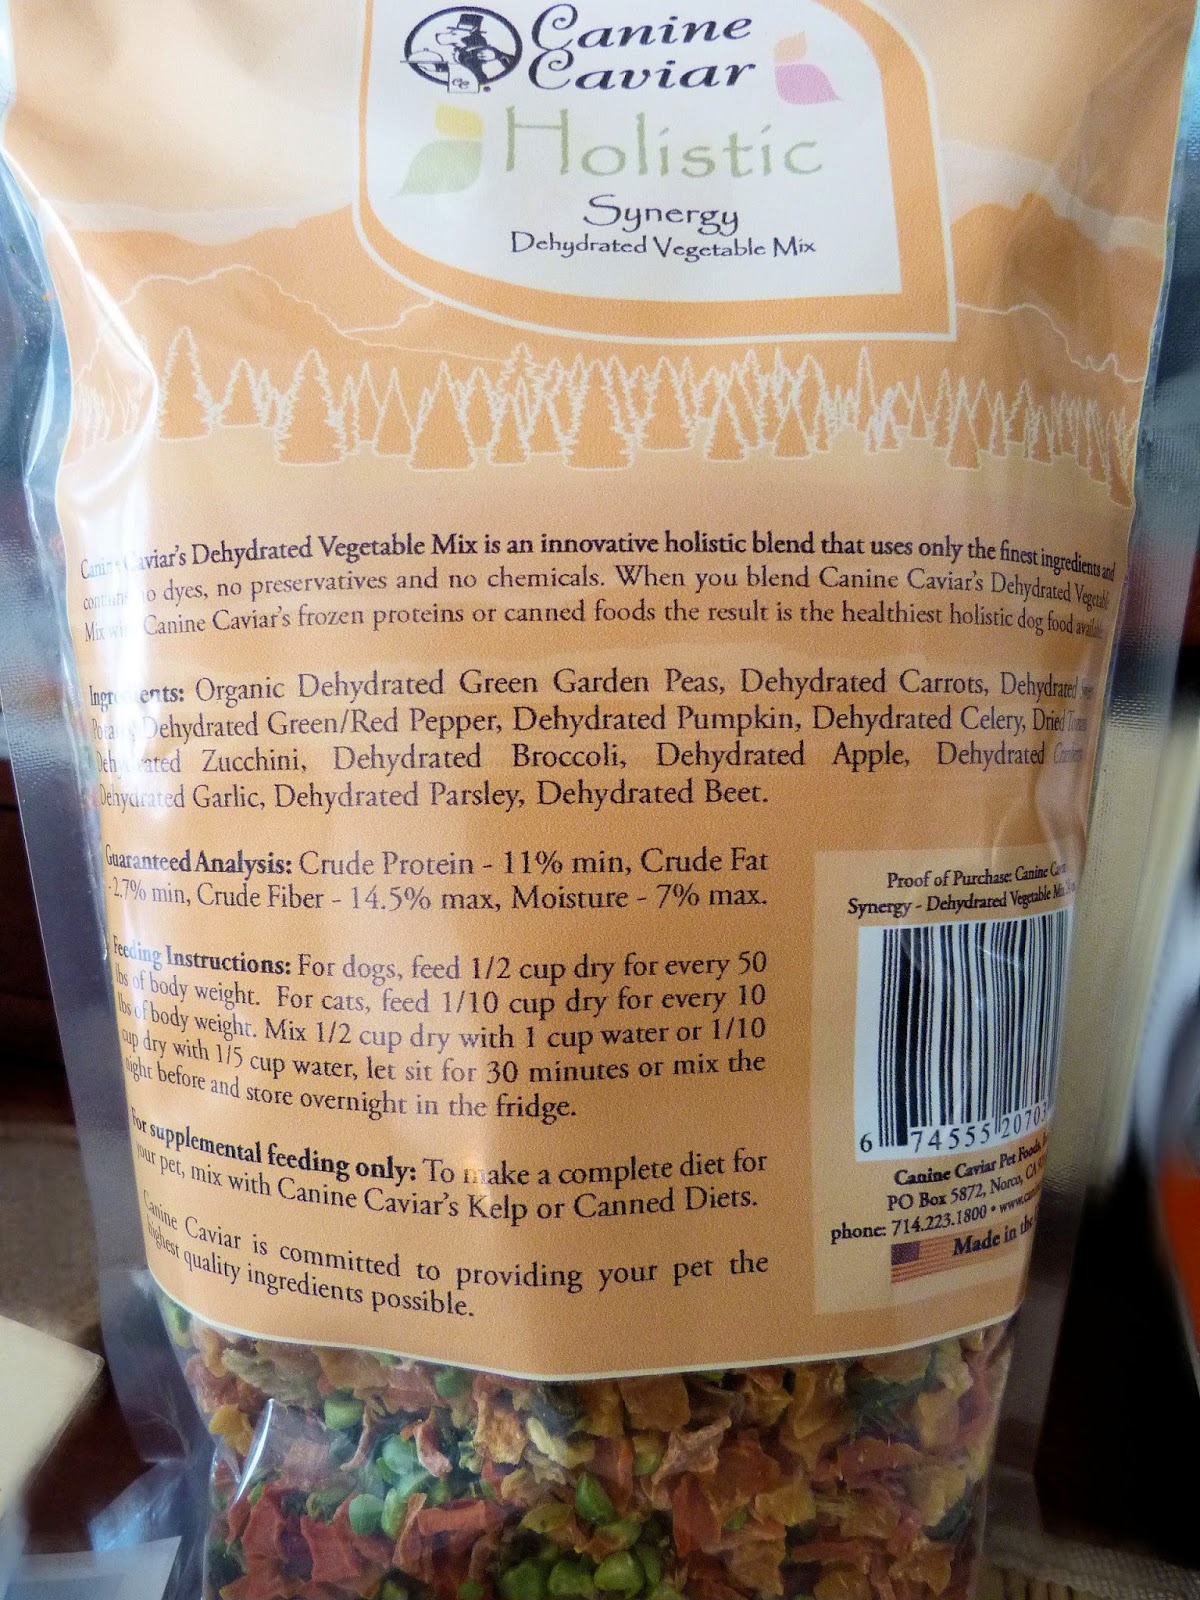 Canine
Caviar
Holistic
Synergy
Dehydrated Vegetable Mix
Canine Caviar's Dehydrated Vegetable Mix is an innovative holistic blend that uses only the finest ingredients and
contains no dyes, no preservatives and no chemicals. When you blend Canine Caviar's Dehydrated Vegetable
Mix with Canine Caviar's frozen proteins or canned foods the result is the healthiest holistic dog food available.
Ingredients: Organic Dehydrated Green Garden Peas, Dehydrated Carrots, Dehydrated Sweet
Potato, Dehydrated Green/Red Pepper, Dehydrated Pumpkin, Dehydrated Celery, Dried
Dehydrated Zucchini, Dehydrated Broccoli, Dehydrated Apple, Dehydrated
Dehydrated Garlic, Dehydrated Parsley, Dehydrated Beet.
Guaranteed Analysis: Crude Protein - 11% min, Crude Fat
- 2.7% min, Crude Fiber - 14.5% max, Moisture - 7% max.
Feeding Instructions: For dogs, feed 1/2 cup dry for every 50
lbs of body weight. For cats, feed 1/10 cup dry for every 10
lbs of body weight. Mix 1/2 cup dry with 1 cup water or 1/10
cup dry with 1/5 cup water, let sit for 30 minutes or mix the
night before and store overnight in the fridge.
For supplemental feeding only: To make a complete diet for
your pet, mix with Canine Caviar's Kelp or Canned Diets.
Canine Caviar is committed to providing your pet the
highest quality ingredients possible.
Proof of Purchase: Canine
Synergy - Dehydrated Vegetable
6 74555 20703
Canine Caviar Pet Foods,
PO Box 5872, Norco, CA
phone: 714.223.1800 •
Made in the